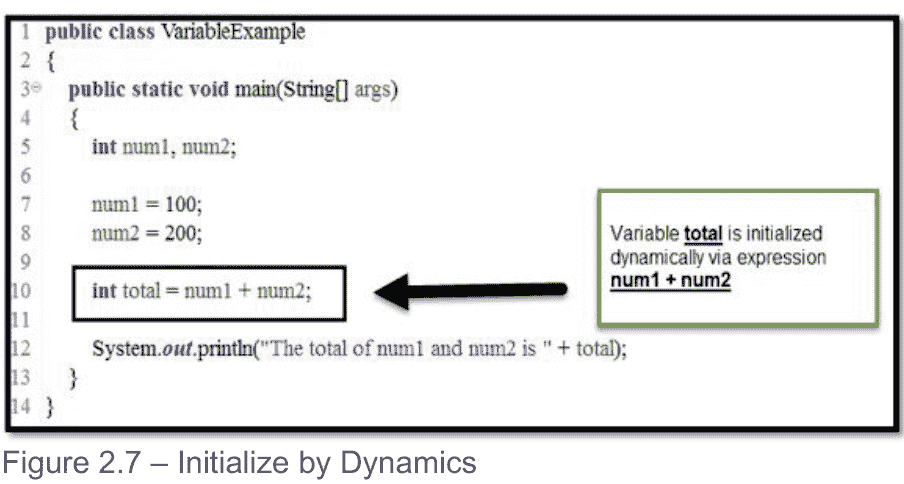 1 public class VariableExample
2 {
3 public static void main(String[] args)
4 {
5 int num1, num2;
6
7 num1 = 100;
8 num2 = 200;
9
10 int total = num1 + num2;
11
12 System.out.println("The total of num1 and num2 is " + total);
13 }
14 }
Variable total is initialized
dynamically via expression
num1 + num2
Figure 2.7 – Initialize by Dynamics